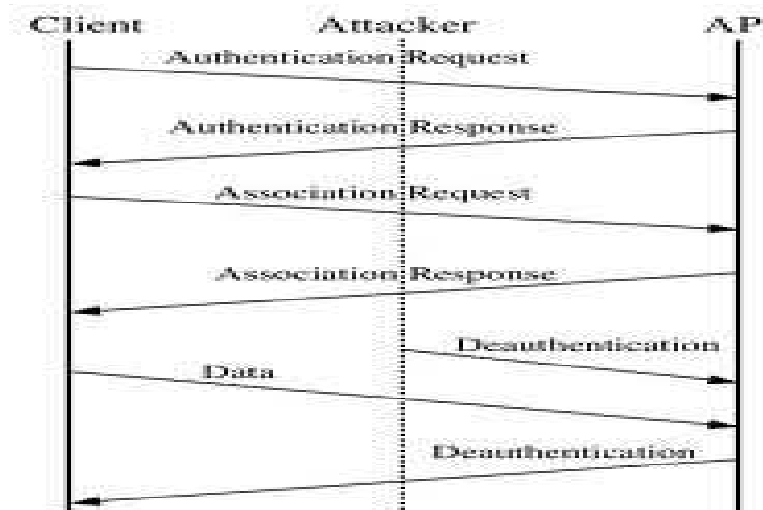 Client Attacker AP
Authentication Request
Authentication Response
Association Request
Association Response
Deauthentication
Data
Deauthentication